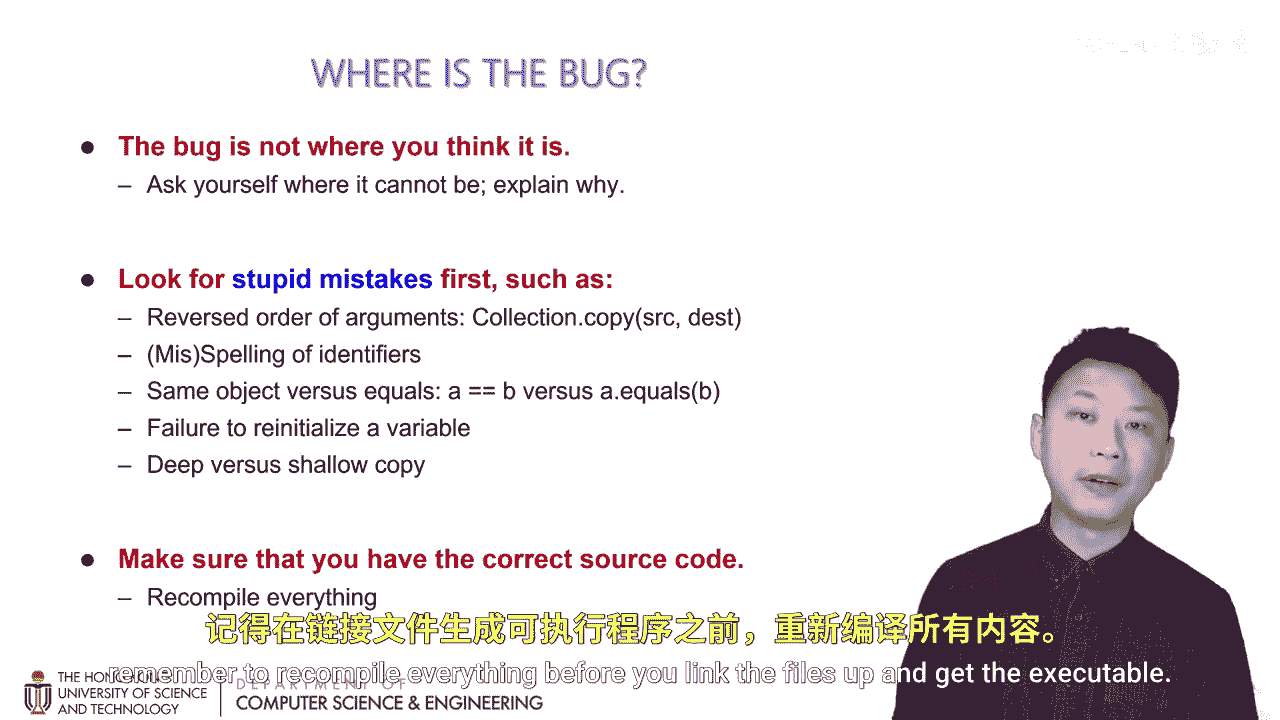 WHERE IS THE BUG?
● The bug is not where you think it is.
– Ask yourself where it cannot be; explain why.
● Look for stupid mistakes first, such as:
– Reversed order of arguments: Collection.copy(src, dest)
– (Mis)Spelling of identifiers
– Same object versus equals: a == b versus a.equals(b)
– Failure to reinitialize a variable
– Deep versus shallow copy
● Make sure that you have the correct source code.
– Recompile everything
记得在链接文件生成可执行程序之前，重新编译所有内容。
remember to recompile everything before you link the files up and get the executable.
THE HONG KONG
UNIVERSITY OF SCIENCE
AND TECHNOLOGY
DEPARTMENT OF
COMPUTER SCIENCE & ENGINEERING